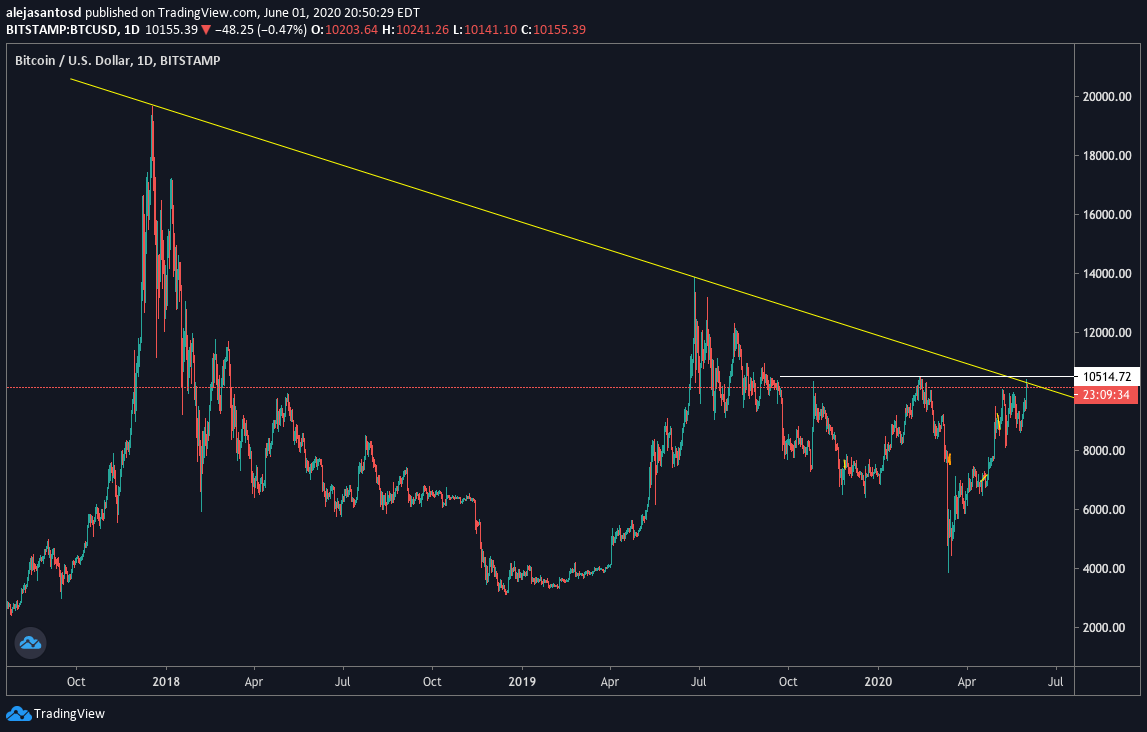 alejasantosd published on TradingView.com, June 01, 2020 20:50:29 EDT
BITSTAMP:BTCUSD, 1D 10155.39 ▼ −48.25 (−0.47%) O:10203.64 H:10241.26 L:10141.10 C:10155.39
Bitcoin / U.S. Dollar, 1D, BITSTAMP
20000.00
18000.00
16000.00
14000.00
12000.00
10514.72
23:09:34
8000.00
6000.00
4000.00
2000.00
Oct 2018 Apr Jul Oct 2019 Apr Jul Oct 2020 Apr Jul
TradingView